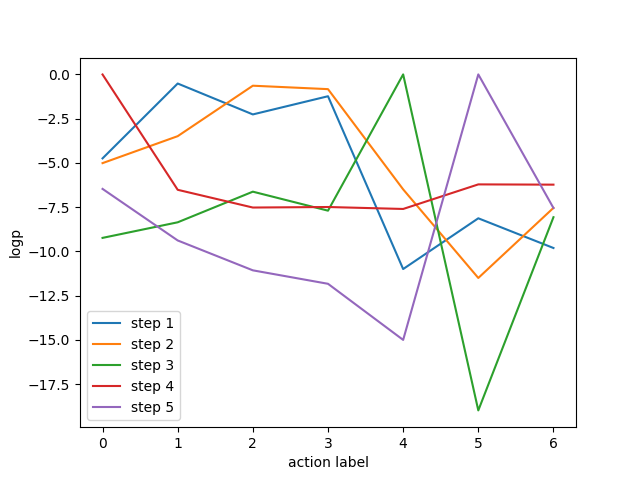 0.0
−2.5
−5.0
−7.5
−10.0
−12.5
−15.0
−17.5
logp
step 1
step 2
step 3
step 4
step 5
0 1 2 3 4 5 6
action label